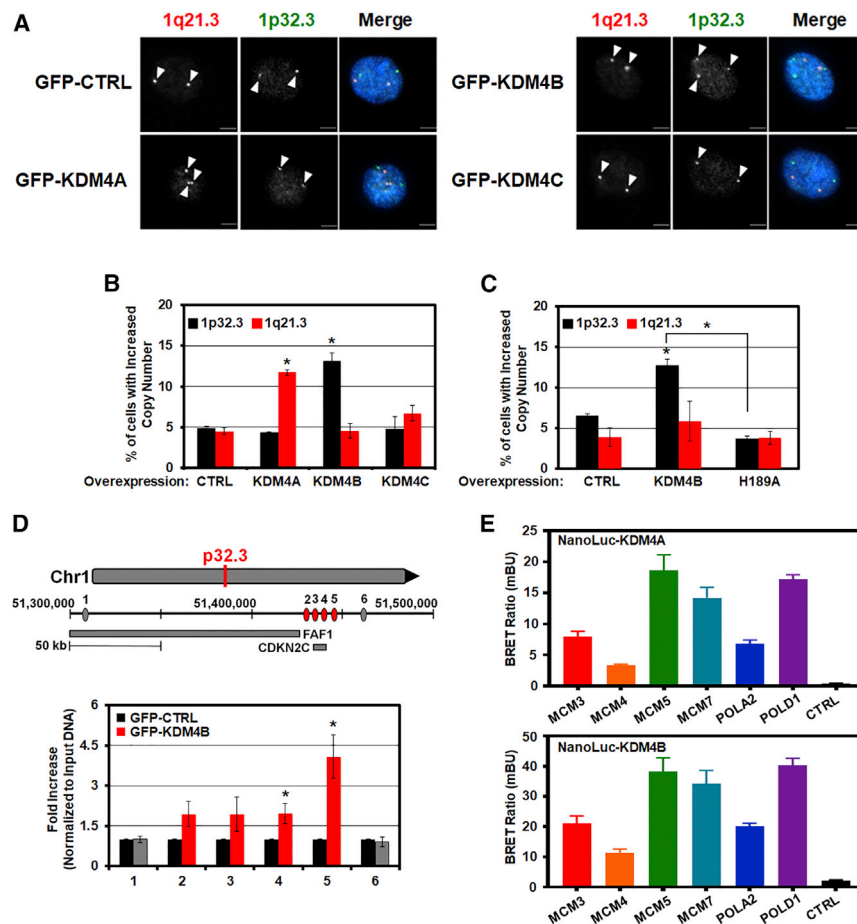 A
1q21.3 1p32.3 Merge
GFP-CTRL
GFP-KDM4A
1q21.3 1p32.3 Merge
GFP-KDM4B
GFP-KDM4C
B
% of cells with Increased
Copy Number
20
15
10
5
0
1p32.3 1q21.3
*
*
Overexpression: CTRL KDM4A KDM4B KDM4C
C
% of cells with Increased
Copy Number
20
15
10
5
0
1p32.3 1q21.3
*
*
Overexpression: CTRL KDM4B H189A
D
p32.3
Chr1
51,300,000 51,400,000 51,500,000
1 2 3 4 5 6
FAF1
50 kb CDKN2C
Fold Increase
(Normalized to Input DNA)
6
4.5
3
1.5
0
GFP-CTRL
GFP-KDM4B
*
*
1 2 3 4 5 6
E
BRET Ratio (mBU)
25
20
15
10
5
0
NanoLuc-KDM4A
MCM3 MCM4 MCM5 MCM7 POLA2 POLD1 CTRL
BRET Ratio (mBU)
50
40
30
20
10
0
NanoLuc-KDM4B
MCM3 MCM4 MCM5 MCM7 POLA2 POLD1 CTRL